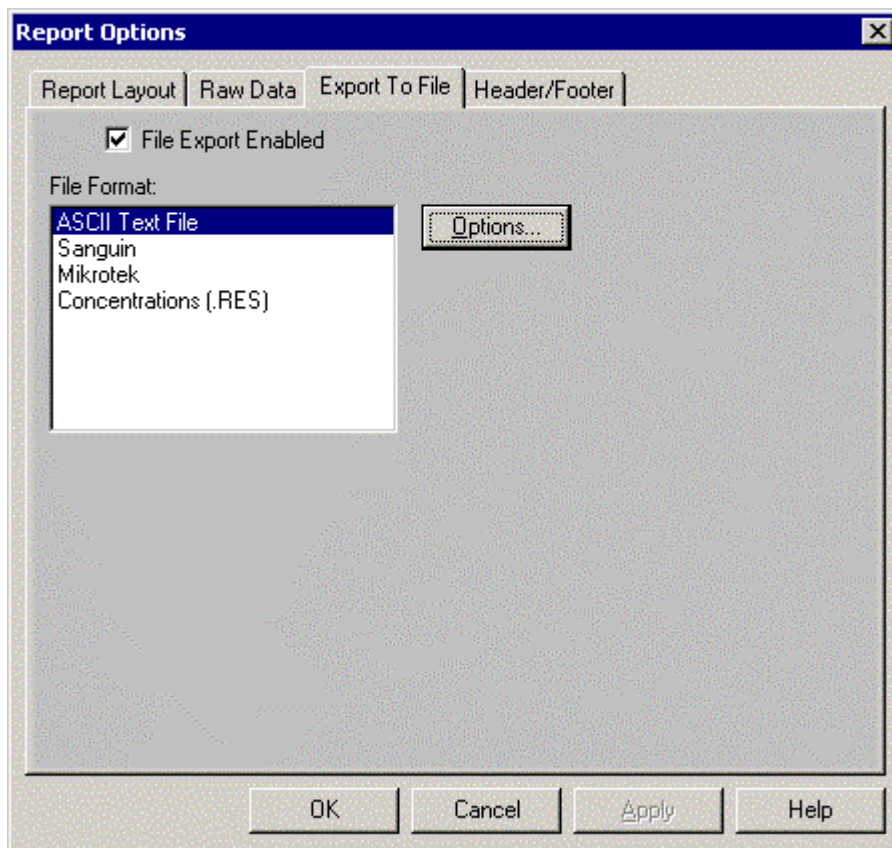 Report Options
Report Layout Raw Data Export To File Header/Footer
File Export Enabled
File Format:
ASCII Text File
Options...
Sanguin
Mikrotek
Concentrations (.RES)
OK Cancel Apply Help